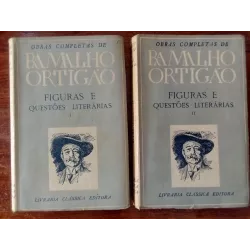 OBRAS COMPLETAS DE
RAMALHO
ORTIGÃO
FIGURAS E
QUESTÕES LITERÁRIAS
I
LIVRARIA CLÁSSICA EDITORA
OBRAS COMPLETAS DE
RAMALHO
ORTIGÃO
FIGURAS E
QUESTÕES LITERÁRIAS
II
LIVRARIA CLÁSSICA EDITORA